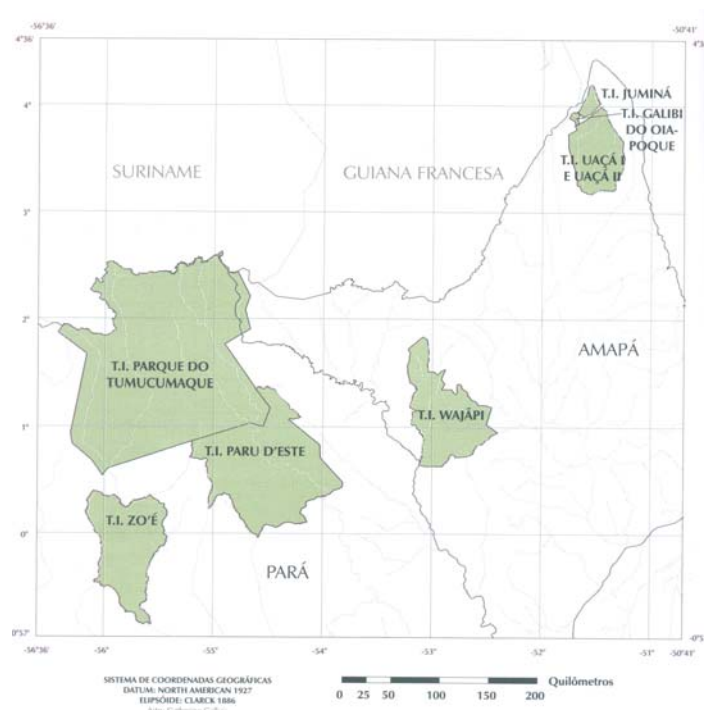 -56°36'
-50°41'
4°36'
4°3
4°
T.I. JUMINÁ
T.I. GALIBI
DO OIA-
POQUE
SURINAME
GUIANA FRANCESA
T.I. UAÇÁ I
E UAÇÁ II
3°
2°
AMAPÁ
T.I. PARQUE DO
TUMUCUMAQUE
T.I. WAJÃPI
1°
T.I. PARU D'ESTE
T.I. ZO'É
0°
PARÁ
0°57'
-0°5
-56°36'
-56°
-55°
-54°
-53°
-52°
-51°
-50°41'
SISTEMA DE COORDENADAS GEOGRÁFICAS
DATUM: NORTH AMERICAN 1927
ELIPSÓIDE: CLARCK 1886
Quilómetros
0 25 50 100 150 200